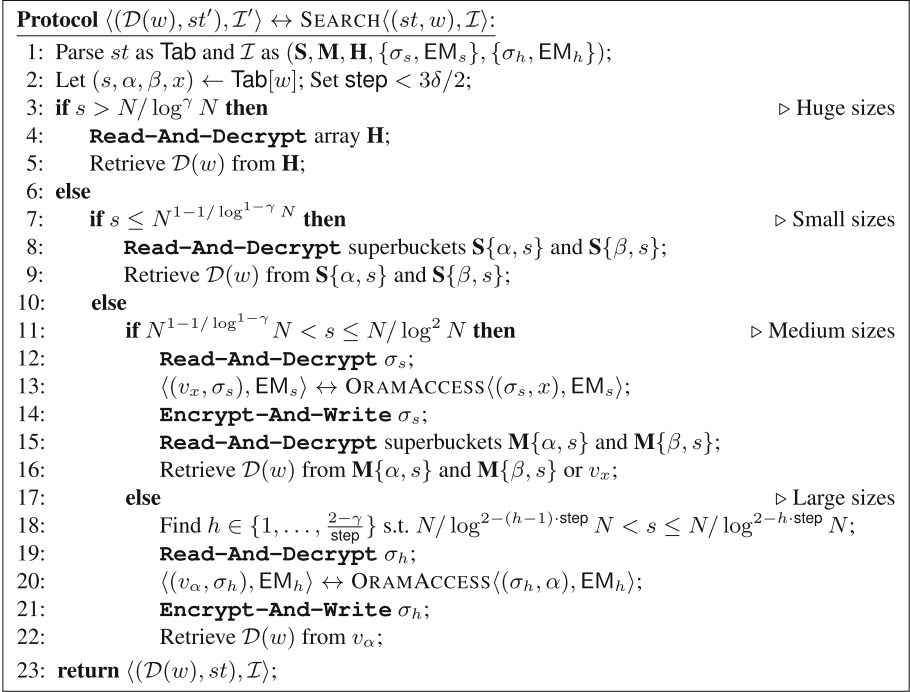 Protocol ⟨(𝒟(w), st′), ℐ′⟩ ↔ SEARCH⟨(st, w), ℐ⟩:
1: Parse st as Tab and ℐ as (S, M, H, {σ_s, EM_s}, {σ_h, EM_h});
2: Let (s, α, β, x) ← Tab[w]; Set step < 3δ/2;
3: if s > N/ log^γ N then ▷ Huge sizes
4: Read-And-Decrypt array H;
5: Retrieve 𝒟(w) from H;
6: else
7: if s ≤ N^{1−1/ log^{1−γ} N} then ▷ Small sizes
8: Read-And-Decrypt superbuckets S{α, s} and S{β, s};
9: Retrieve 𝒟(w) from S{α, s} and S{β, s};
10: else
11: if N^{1−1/ log^{1−γ}} N < s ≤ N/ log^2 N then ▷ Medium sizes
12: Read-And-Decrypt σ_s;
13: ⟨(v_x, σ_s), EM_s⟩ ↔ ORAMACCESS⟨(σ_s, x), EM_s⟩;
14: Encrypt-And-Write σ_s;
15: Read-And-Decrypt superbuckets M{α, s} and M{β, s};
16: Retrieve 𝒟(w) from M{α, s} and M{β, s} or v_x;
17: else ▷ Large sizes
18: Find h ∈ {1, . . . , \frac{2−γ}{step}} s.t. N/ log^{2−(h−1)·step} N < s ≤ N/ log^{2−h·step} N;
19: Read-And-Decrypt σ_h;
20: ⟨(v_α, σ_h), EM_h⟩ ↔ ORAMACCESS⟨(σ_h, α), EM_h⟩;
21: Encrypt-And-Write σ_h;
22: Retrieve 𝒟(w) from v_α;
23: return ⟨(𝒟(w), st), ℐ⟩;